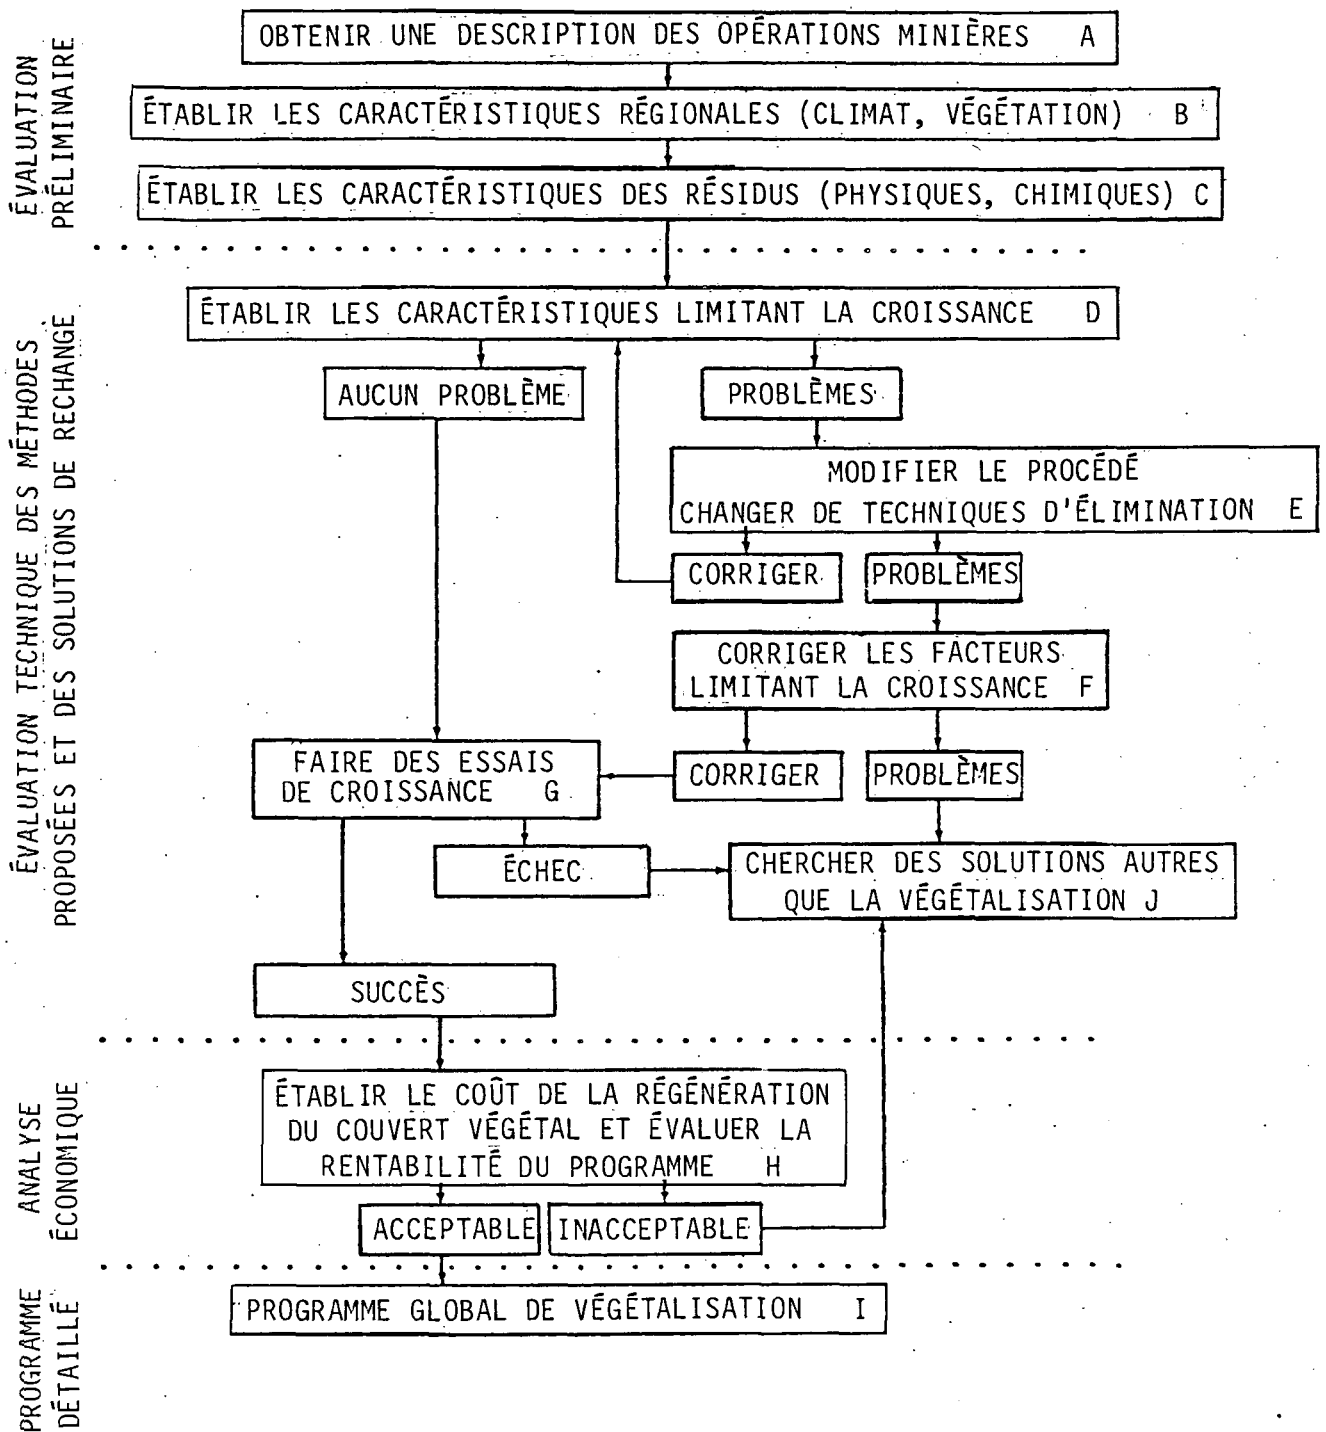 ÉVALUATION
PRÉLIMINAIRE
OBTENIR UNE DESCRIPTION DES OPÉRATIONS MINIÈRES A
ÉTABLIR LES CARACTÉRISTIQUES RÉGIONALES (CLIMAT, VÉGÉTATION) B
ÉTABLIR LES CARACTÉRISTIQUES DES RÉSIDUS (PHYSIQUES, CHIMIQUES) C
ÉVALUATION TECHNIQUE DES MÉTHODES
PROPOSÉES ET DES SOLUTIONS DE RECHANGE
ÉTABLIR LES CARACTÉRISTIQUES LIMITANT LA CROISSANCE D
AUCUN PROBLÈME
PROBLÈMES
MODIFIER LE PROCÉDÉ
CHANGER DE TECHNIQUES D'ÉLIMINATION E
CORRIGER
PROBLÈMES
CORRIGER LES FACTEURS
LIMITANT LA CROISSANCE F
FAIRE DES ESSAIS
DE CROISSANCE G
CORRIGER
PROBLÈMES
ÉCHEC
CHERCHER DES SOLUTIONS AUTRES
QUE LA VÉGÉTALISATION J
SUCCÈS
ANALYSE
ÉCONOMIQUE
ÉTABLIR LE COÛT DE LA RÉGÉNÉRATION
DU COUVERT VÉGÉTAL ET ÉVALUER LA
RENTABILITÉ DU PROGRAMME H
ACCEPTABLE
INACCEPTABLE
PROGRAMME
DÉTAILLÉ
PROGRAMME GLOBAL DE VÉGÉTALISATION I